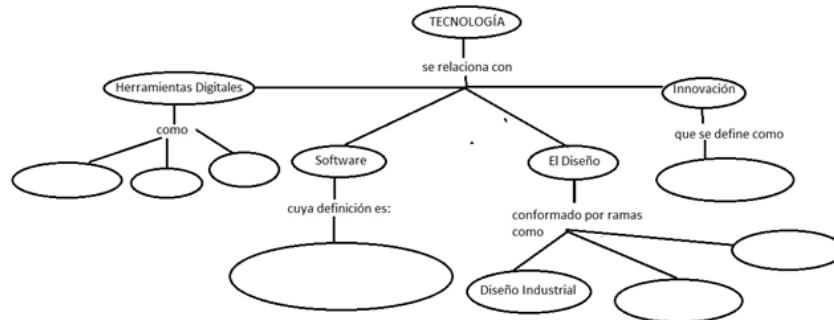 TECNOLOGÍA
se relaciona con
Herramientas Digitales
Innovación
como
que se define como
Software
El Diseño
cuya definición es:
conformado por ramas
como
Diseño Industrial